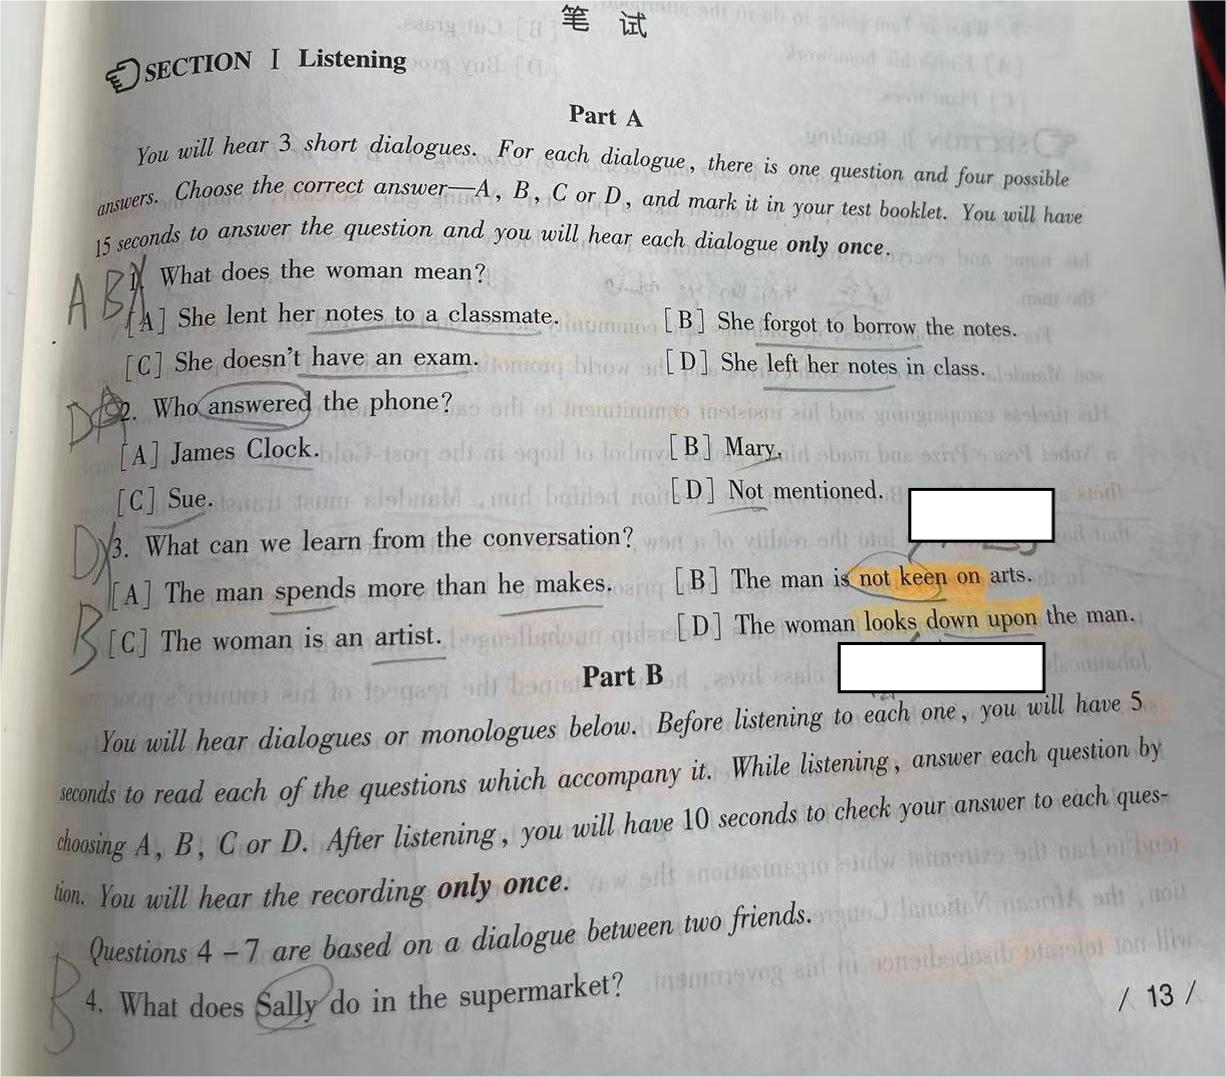 笔 试
SECTION I Listening
Part A
You will hear 3 short dialogues. For each dialogue, there is one question and four possible
answers. Choose the correct answer—A, B, C or D, and mark it in your test booklet. You will have
15 seconds to answer the question and you will hear each dialogue only once.
A B 1. What does the woman mean?
[A] She lent her notes to a classmate. [B] She forgot to borrow the notes.
[C] She doesn't have an exam. [D] She left her notes in class.
D 2. Who answered the phone?
[A] James Clock. [B] Mary.
[C] Sue. [D] Not mentioned.
D 3. What can we learn from the conversation?
[A] The man spends more than he makes. [B] The man is not keen on arts.
B [C] The woman is an artist. [D] The woman looks down upon the man.
Part B
You will hear dialogues or monologues below. Before listening to each one, you will have 5
seconds to read each of the questions which accompany it. While listening, answer each question by
choosing A, B, C or D. After listening, you will have 10 seconds to check your answer to each ques-
tion. You will hear the recording only once.
Questions 4-7 are based on a dialogue between two friends.
B 4. What does Sally do in the supermarket?
/ 13 /